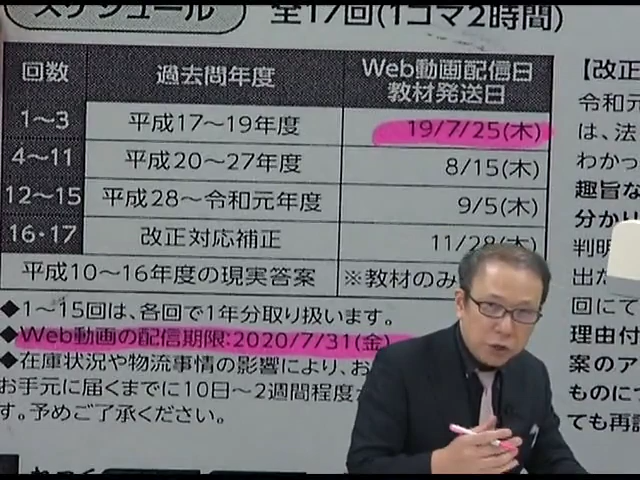 スケジュール 全17回(1コマ2時間)
回数 過去問年度 Web動画配信日 教材発送日
1〜3 平成17〜19年度 19/7/25(木)
4〜11 平成20〜27年度 8/15(木)
12〜15 平成28〜令和元年度 9/5(木)
16・17 改正対応補正 11/28(木)
平成10〜16年度の現実答案 ※教材のみ
◆1〜15回は、各回で1年分取り扱います。
◆Web動画の配信期限:2020/7/31(金)
◆在庫状況や物流事情の影響により、お
お手元に届くまでに10日〜2週間程度
す。予めご了承ください。
【改正
令和元
は、法
わかっ
趣旨な
分かり
判明
出た
回にて
理由付
案のア
ものにつ
ても再